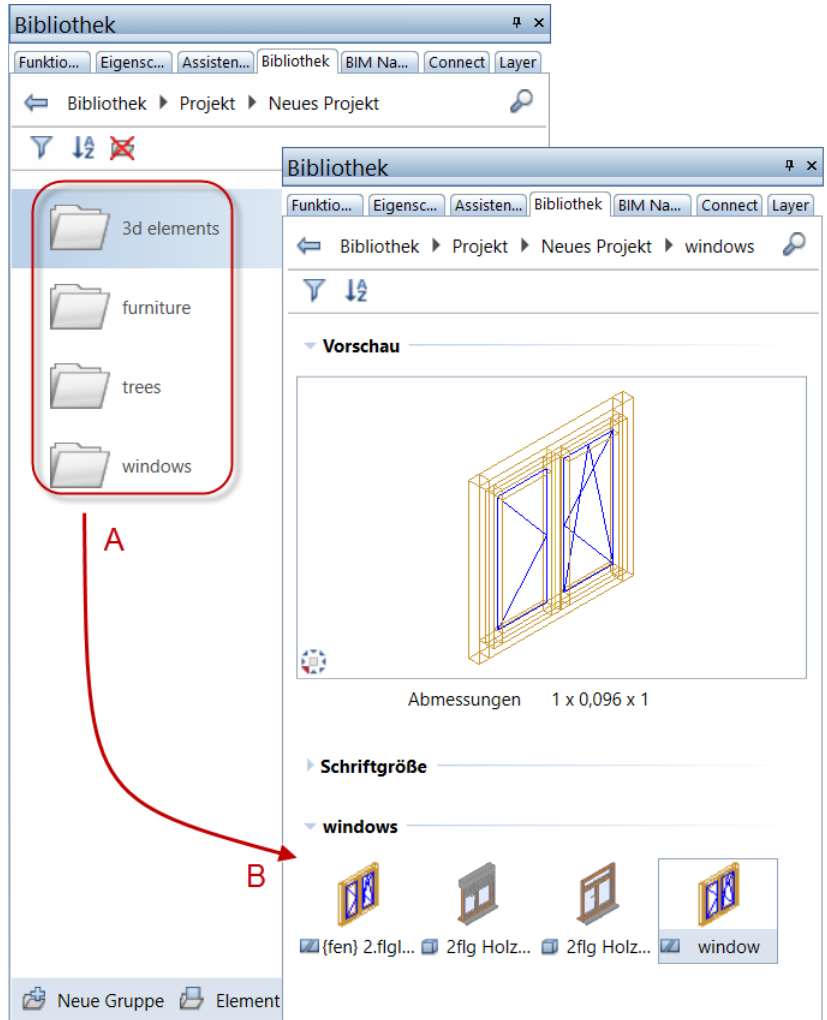 Bibliothek
Funktio... Eigensc... Assisten... Bibliothek BIM Na... Connect Layer
Bibliothek Projekt Neues Projekt
3d elements
furniture
trees
windows
A
Neue Gruppe Element
Bibliothek
Funktio... Eigensc... Assisten... Bibliothek BIM Na... Connect Layer
Bibliothek Projekt Neues Projekt windows
Vorschau
Abmessungen 1 x 0,096 x 1
Schriftgröße
windows
B
{fen} 2.flgl... 2flg Holz... 2flg Holz... window